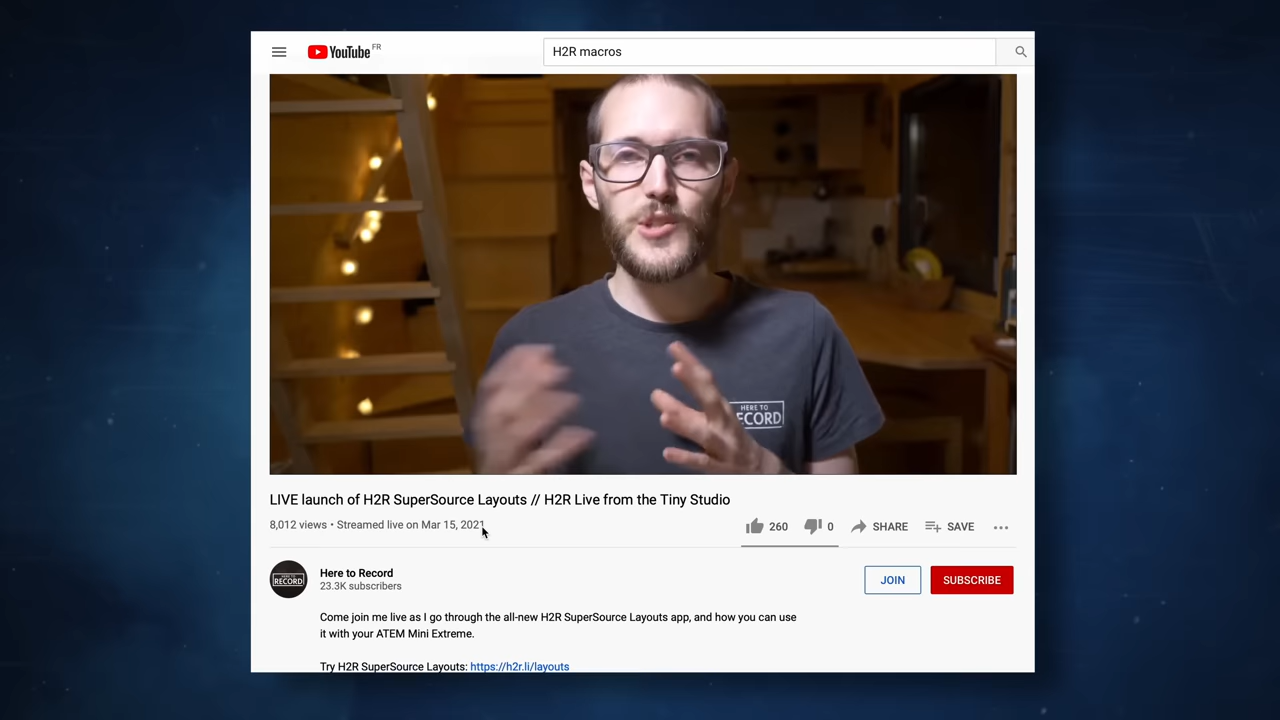 YouTube FR
H2R macros
HERE TO
ECORD
LIVE launch of H2R SuperSource Layouts // H2R Live from the Tiny Studio
8,012 views • Streamed live on Mar 15, 2021
260
0
SHARE
SAVE
HERE TO
RECORD
Here to Record
23.3K subscribers
JOIN
SUBSCRIBE
Come join me live as I go through the all-new H2R SuperSource Layouts app, and how you can use
it with your ATEM Mini Extreme.
Try H2R SuperSource Layouts: https://h2r.li/layouts